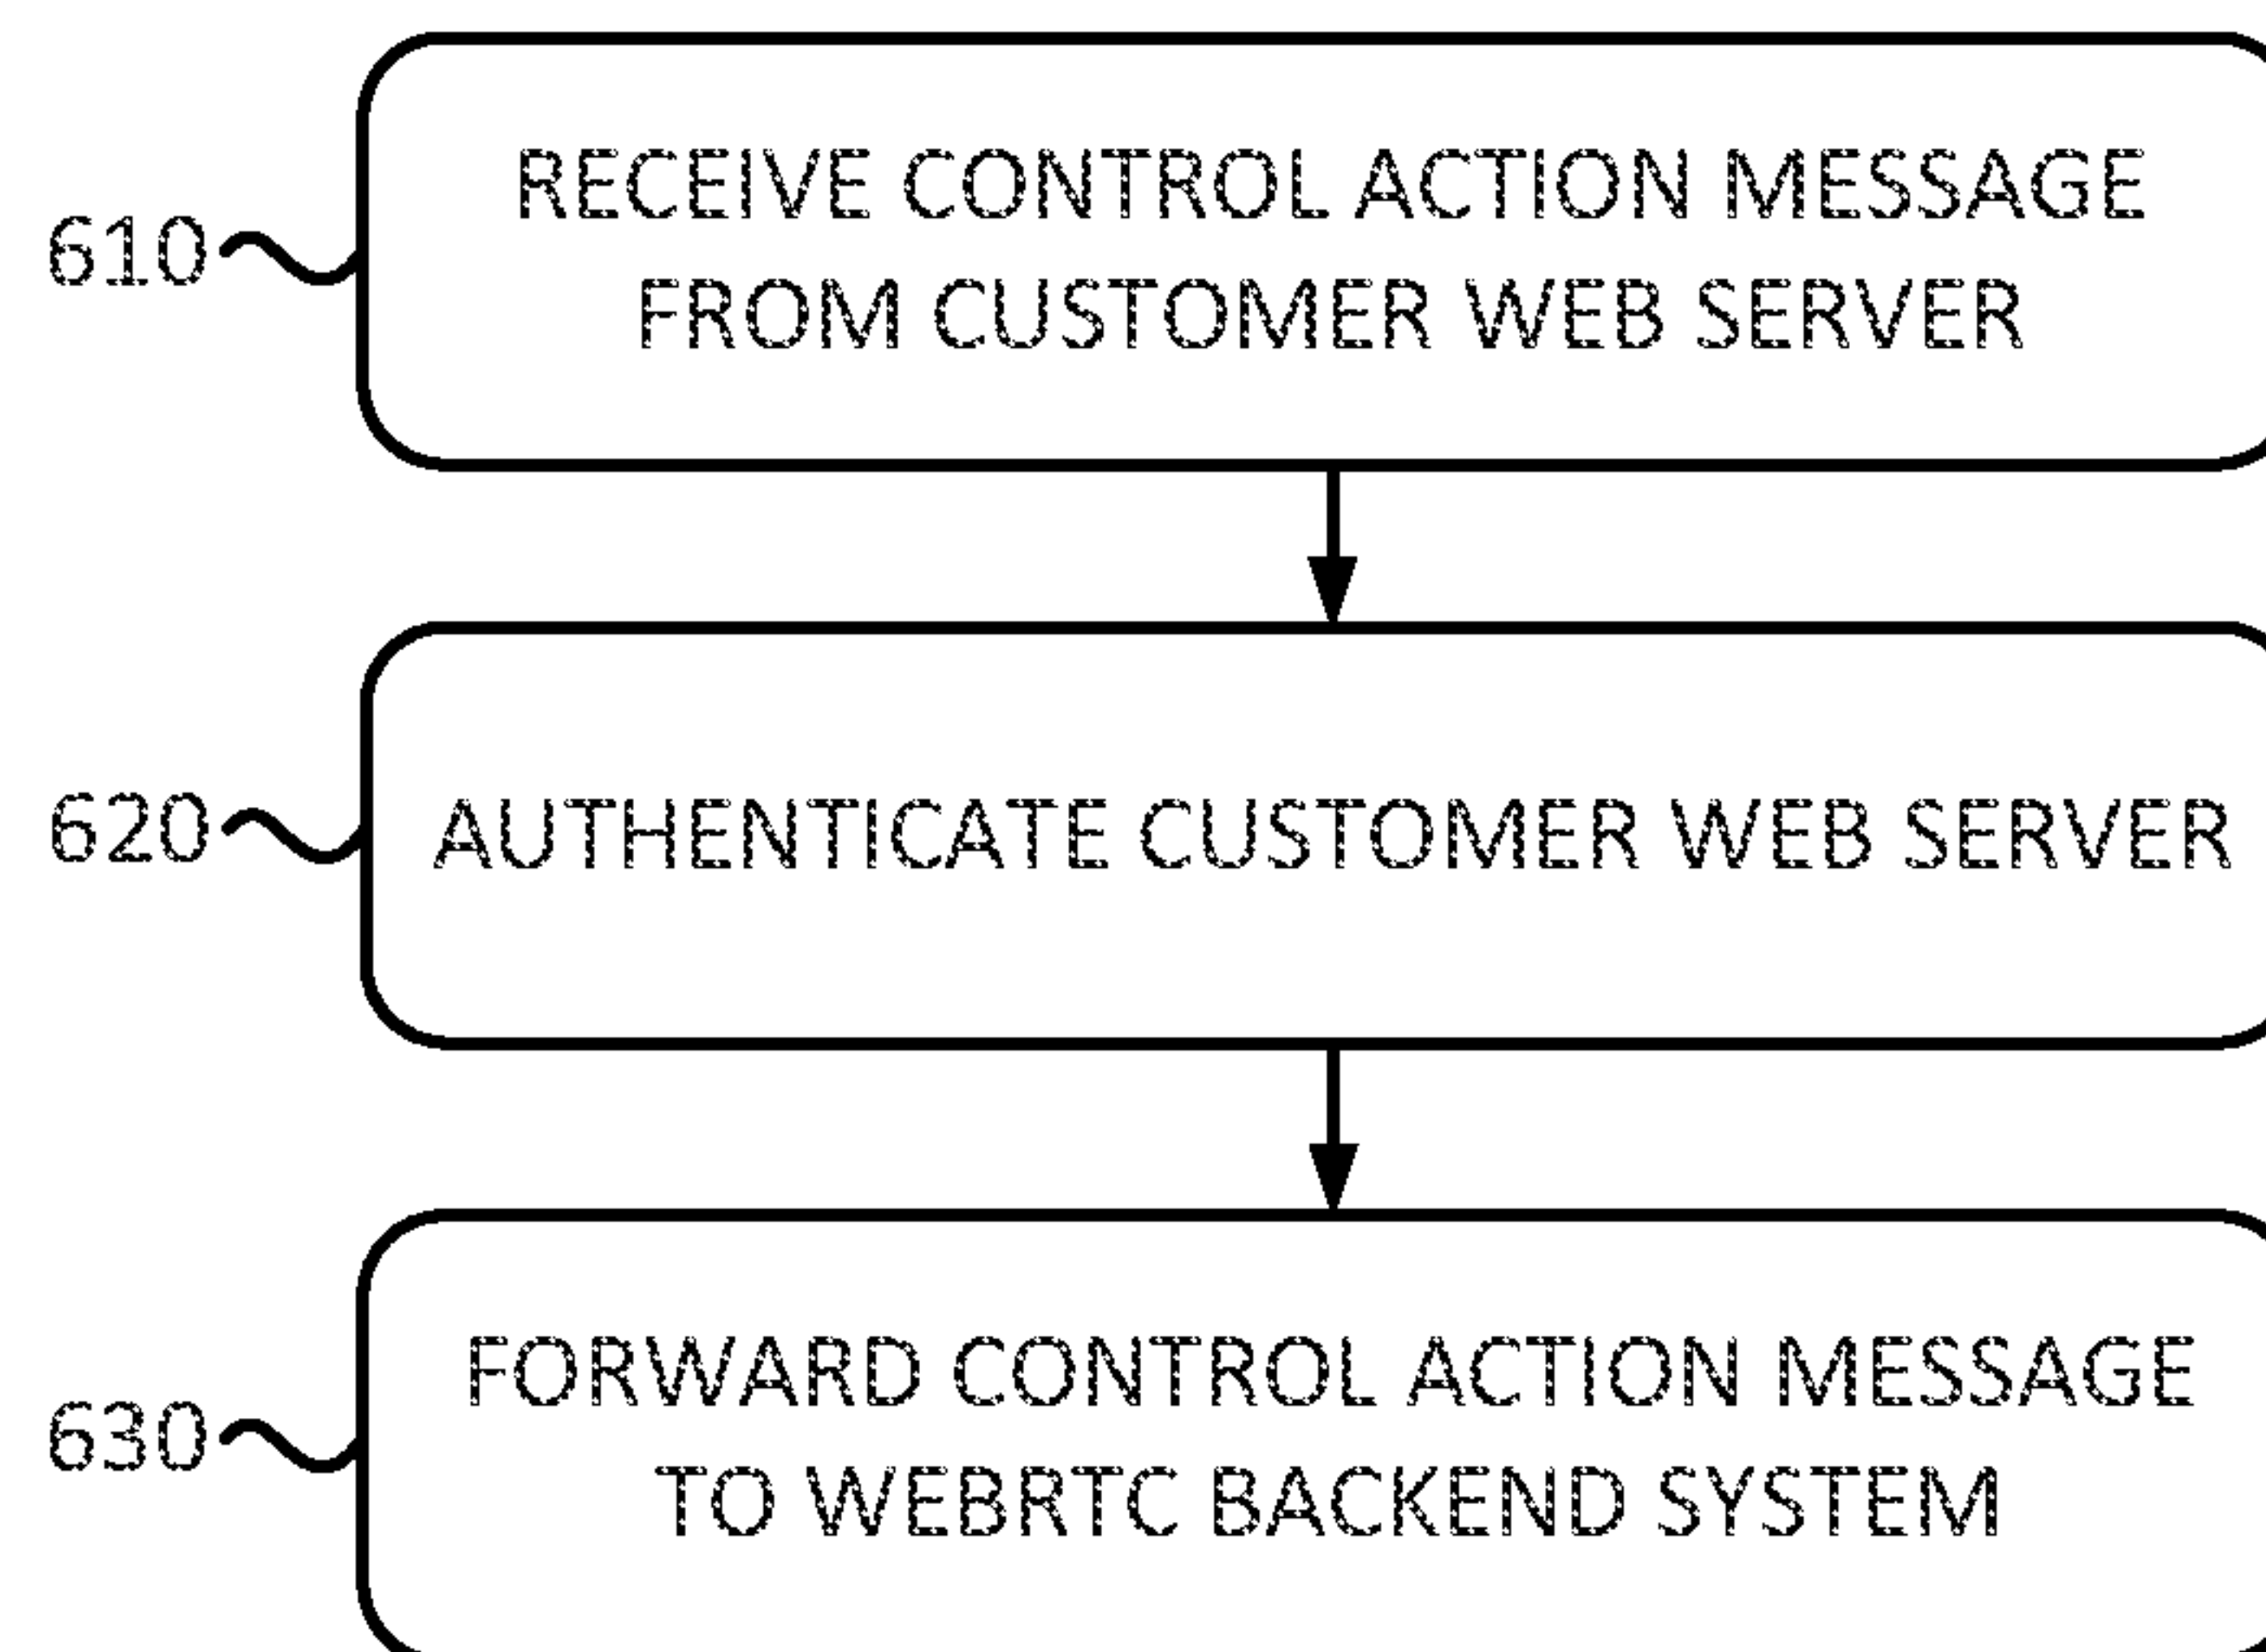 RECEIVE CONTROL ACTION MESSAGE
610
FROM CUSTOMER WEB SERVER
620
AUTHENTICATE CUSTOMER WEB SERVER
FORWARD CONTROL ACTION MESSAGE
630
TO WEBRTC BACKEND SYSTEM